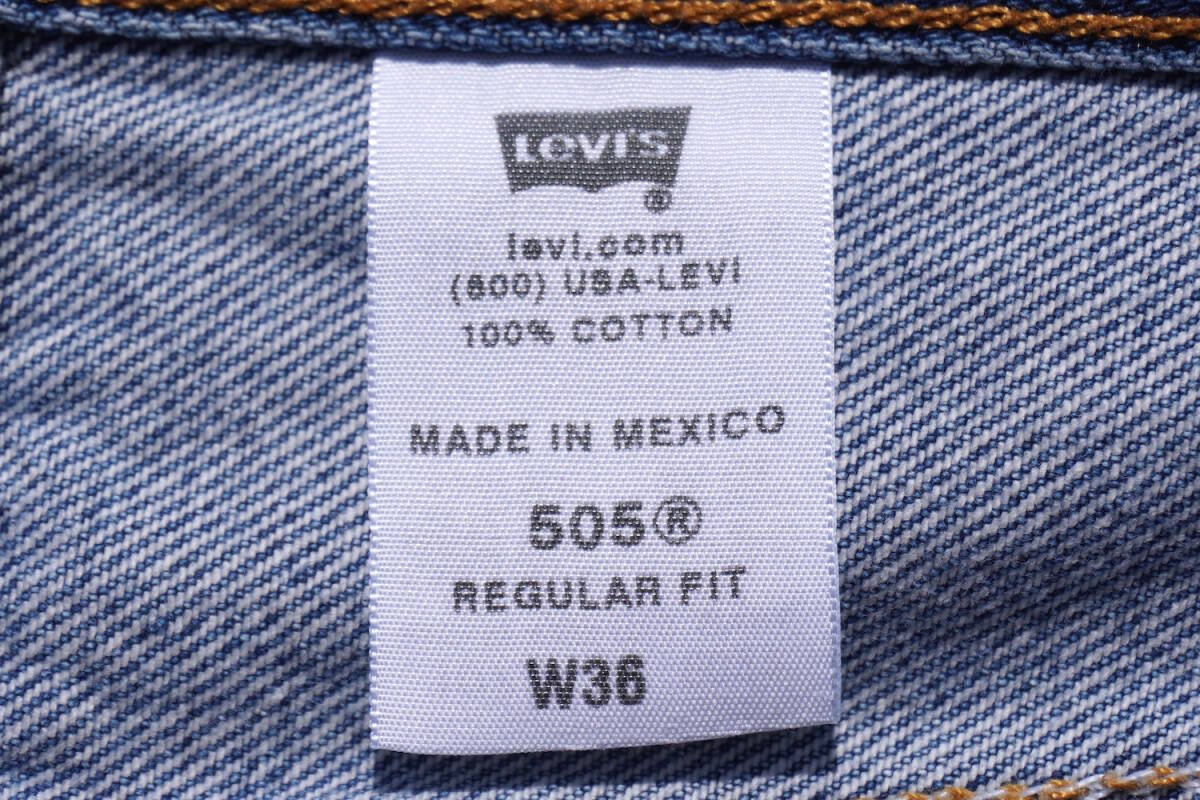 LEVI'S
®
levi.com
(800) USA-LEVI
100% COTTON
MADE IN MEXICO
505®
REGULAR FIT
W36